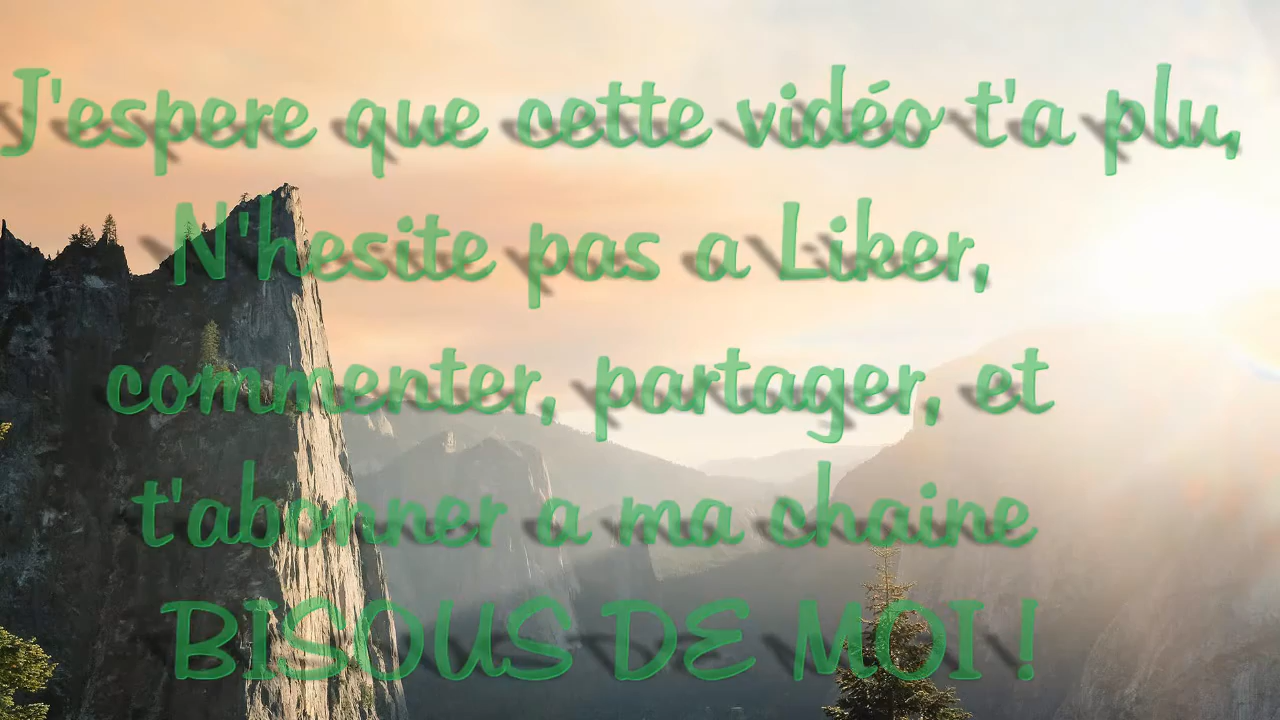 J'espere que cette vidéo t'a plu,
N'hesite pas a Liker,
commenter, partager, et
t'abonner a ma chaine
BISOUS DE MOI !